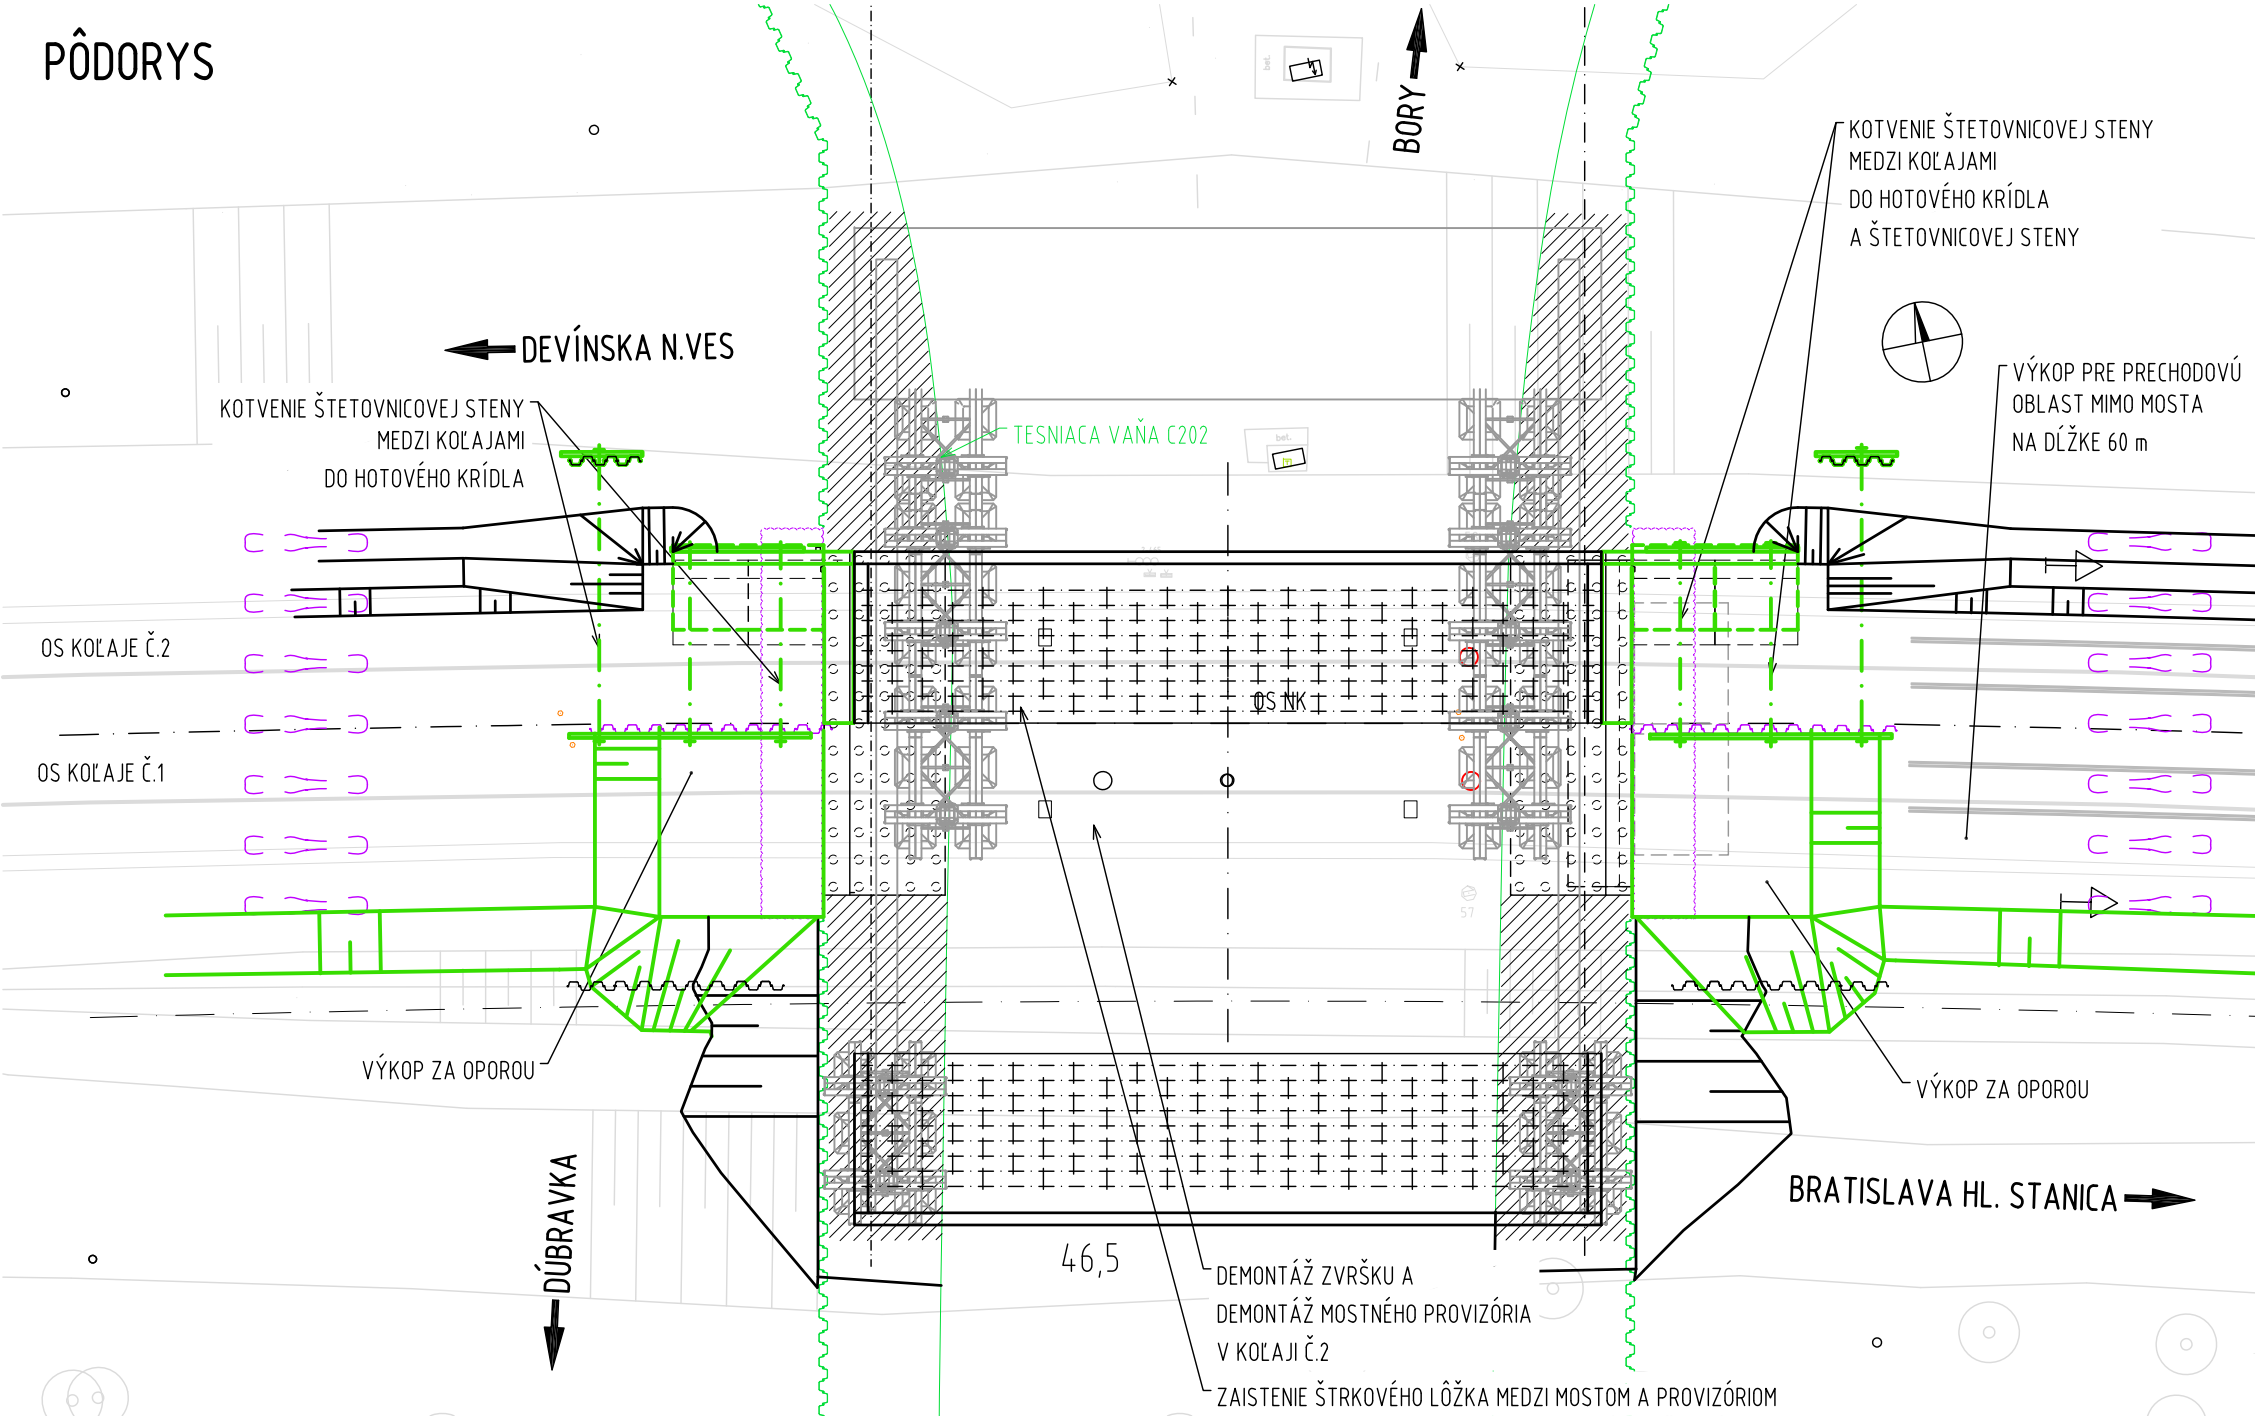 PÔDORYS
BORY
KOTVENIE ŠTETOVNICOVEJ STENY
MEDZI KOĽAJAMI
DO HOTOVÉHO KRÍDLA
A ŠTETOVNICOVEJ STENY
bet.
DEVÍNSKA N.VES
VÝKOP PRE PRECHODOVÚ
OBLAST MIMO MOSTA
NA DĹŽKE 60 m
KOTVENIE ŠTETOVNICOVEJ STENY
MEDZI KOĽAJAMI
DO HOTOVÉHO KRÍDLA
TESNIACA VAŇA C202
bet.
OS KOĽAJE Č.2
OS NK
OS KOĽAJE Č.1
57
VÝKOP ZA OPOROU
VÝKOP ZA OPOROU
DÚBRAVKA
BRATISLAVA HL. STANICA
46,5
DEMONTÁŽ ZVRŠKU A
DEMONTÁŽ MOSTNÉHO PROVIZÓRIA
V KOĽAJI Č.2
ZAISTENIE ŠTRKOVÉHO LÔŽKA MEDZI MOSTOM A PROVIZÓRIOM